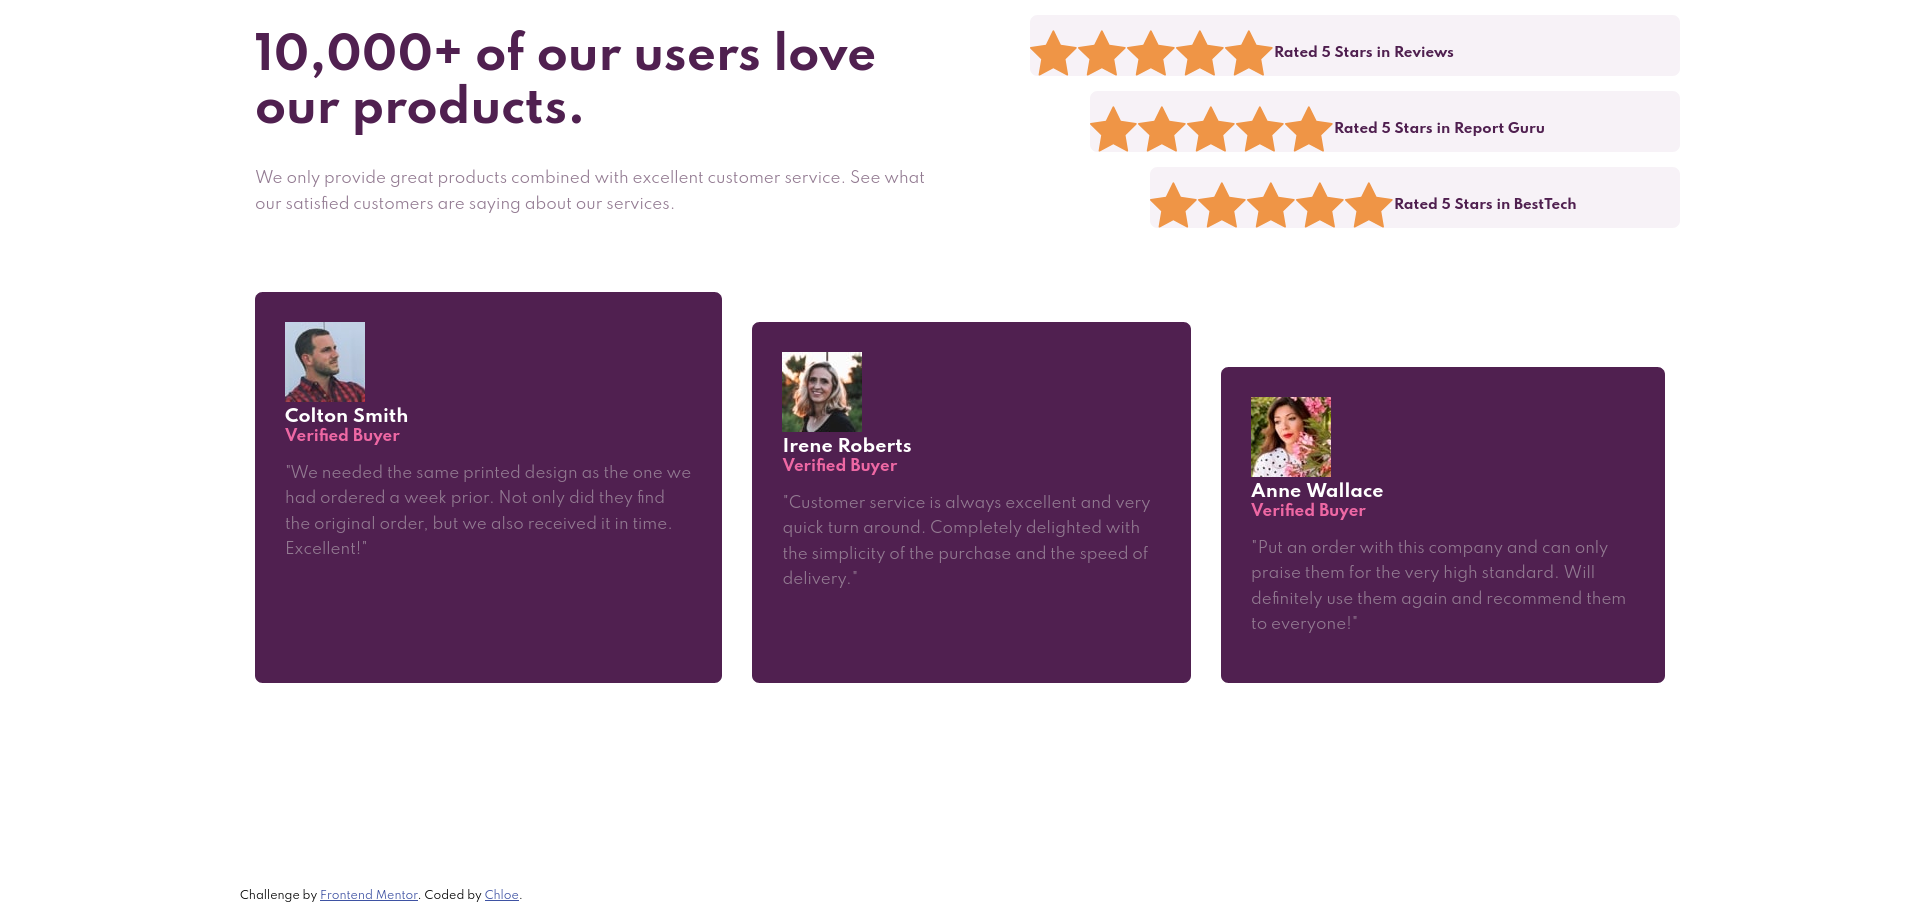 10,000+ of our users love
our products.
We only provide great products combined with excellent customer service. See what
our satisfied customers are saying about our services.
Rated 5 Stars in Reviews
Rated 5 Stars in Report Guru
Rated 5 Stars in BestTech
Colton Smith
Verified Buyer
"We needed the same printed design as the one we
had ordered a week prior. Not only did they find
the original order, but we also received it in time.
Excellent!"
Irene Roberts
Verified Buyer
"Customer service is always excellent and very
quick turn around. Completely delighted with
the simplicity of the purchase and the speed of
delivery."
Anne Wallace
Verified Buyer
"Put an order with this company and can only
praise them for the very high standard. Will
definitely use them again and recommend them
to everyone!"
Challenge by Frontend Mentor. Coded by Chloe.